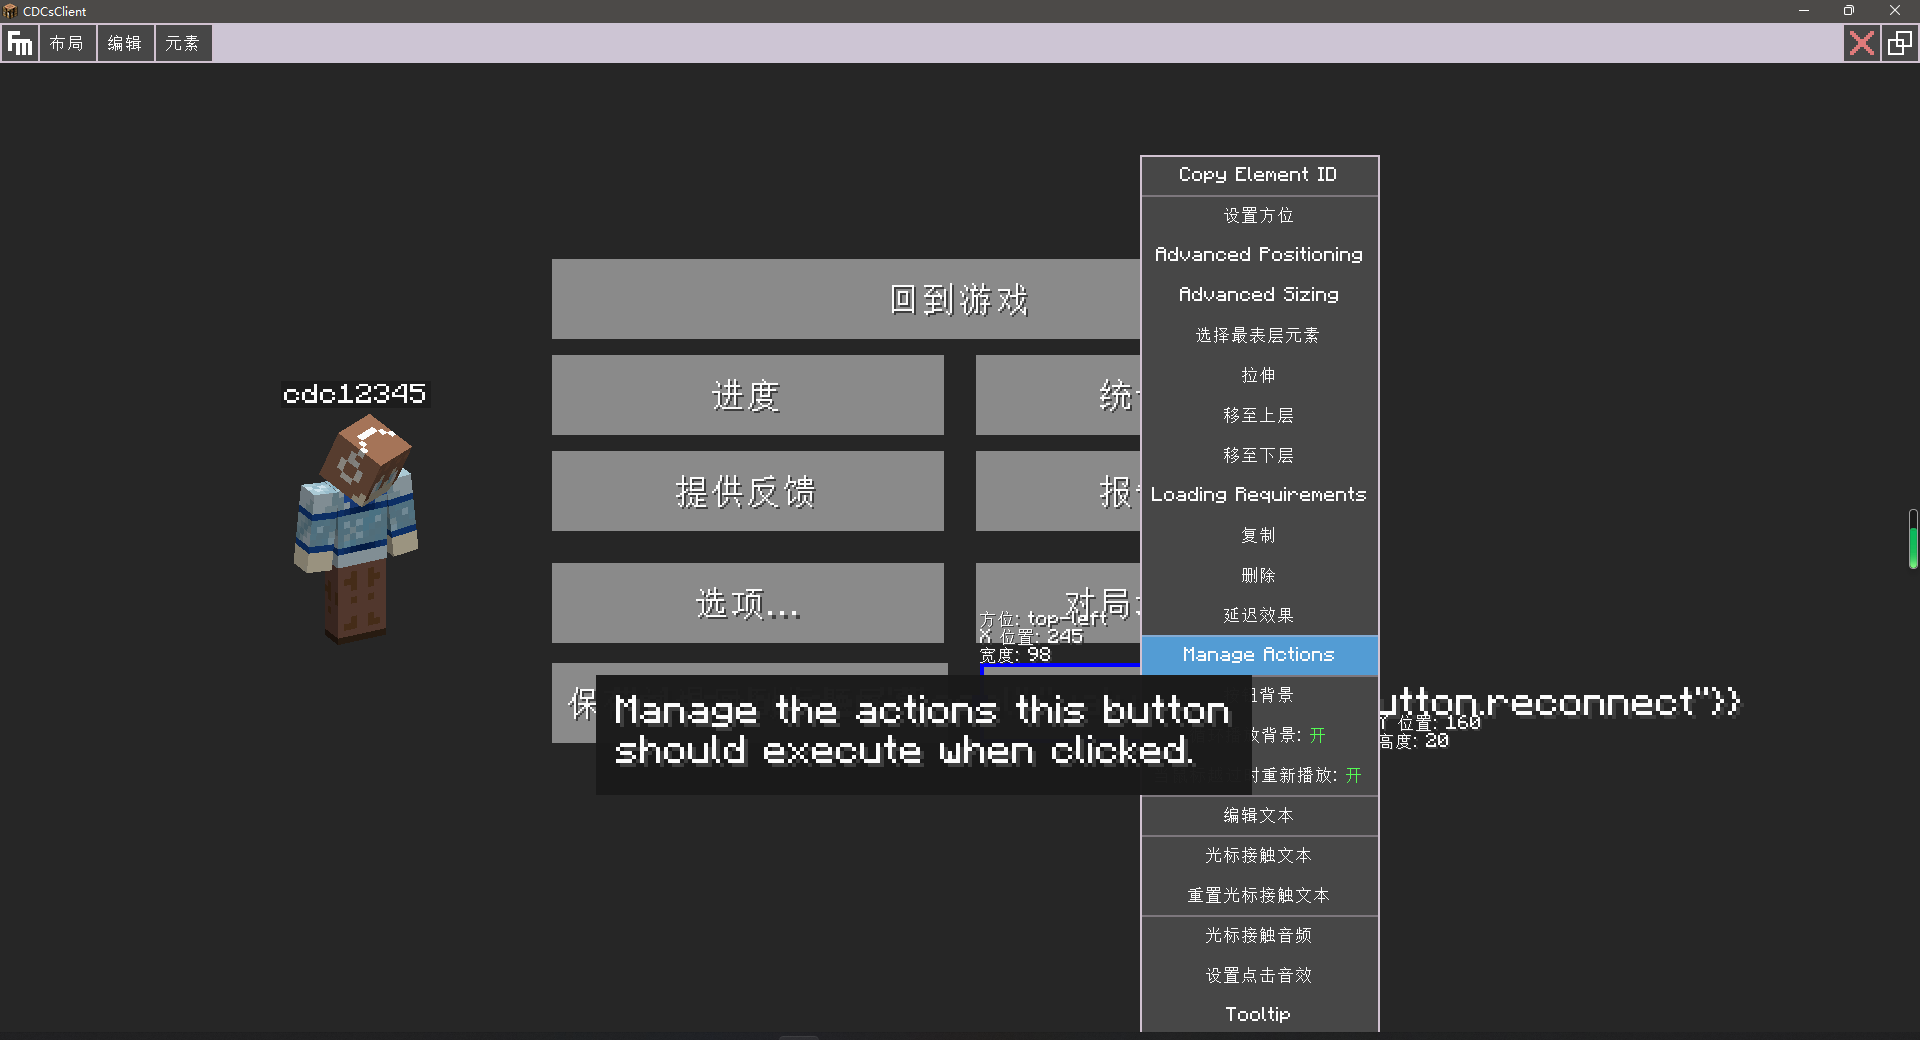 CDCsClient
布局 编辑 元素
Copy Element ID
设置方位
Advanced Positioning
Advanced Sizing
选择最表层元素
拉伸
移至上层
移至下层
Loading Requirements
复制
删除
延迟效果
Manage Actions
背景
背景: 开
时重新播放: 开
编辑文本
光标接触文本
重置光标接触文本
光标接触音频
设置点击音效
Tooltip
回到游戏
进度
统
提供反馈
报
选项...
对局
方位: top-left
X 位置: 245
宽度: 98
保
Manage the actions this button
should execute when clicked.
utton.reconnect"}}
Y 位置: 160
高度: 20
cdc12345